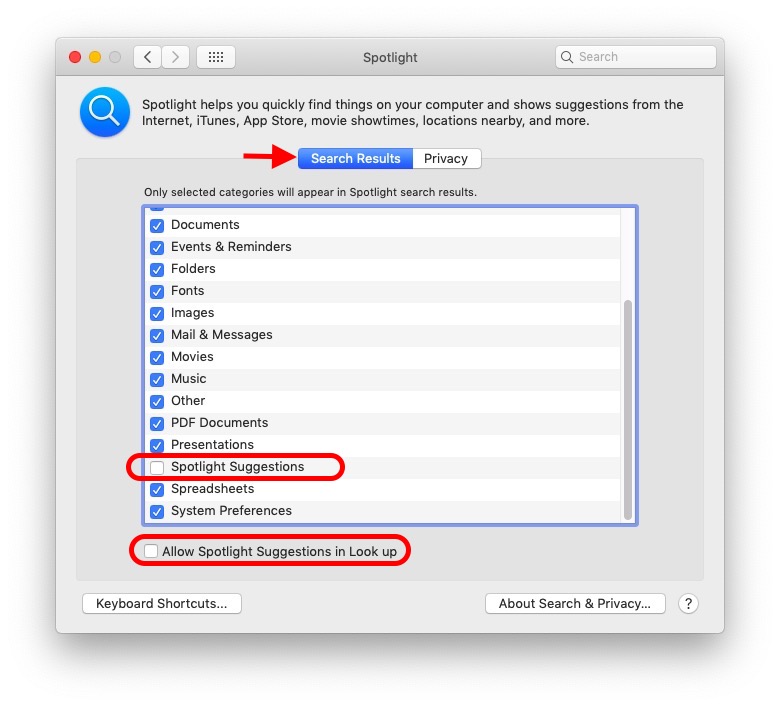 Spotlight
Search
Spotlight helps you quickly find things on your computer and shows suggestions from the
Internet, iTunes, App Store, movie showtimes, locations nearby, and more.
Search Results
Privacy
Only selected categories will appear in Spotlight search results.
Documents
Events & Reminders
Folders
Fonts
Images
Mail & Messages
Movies
Music
Other
PDF Documents
Presentations
Spotlight Suggestions
Spreadsheets
System Preferences
Allow Spotlight Suggestions in Look up
Keyboard Shortcuts...
About Search & Privacy...
?